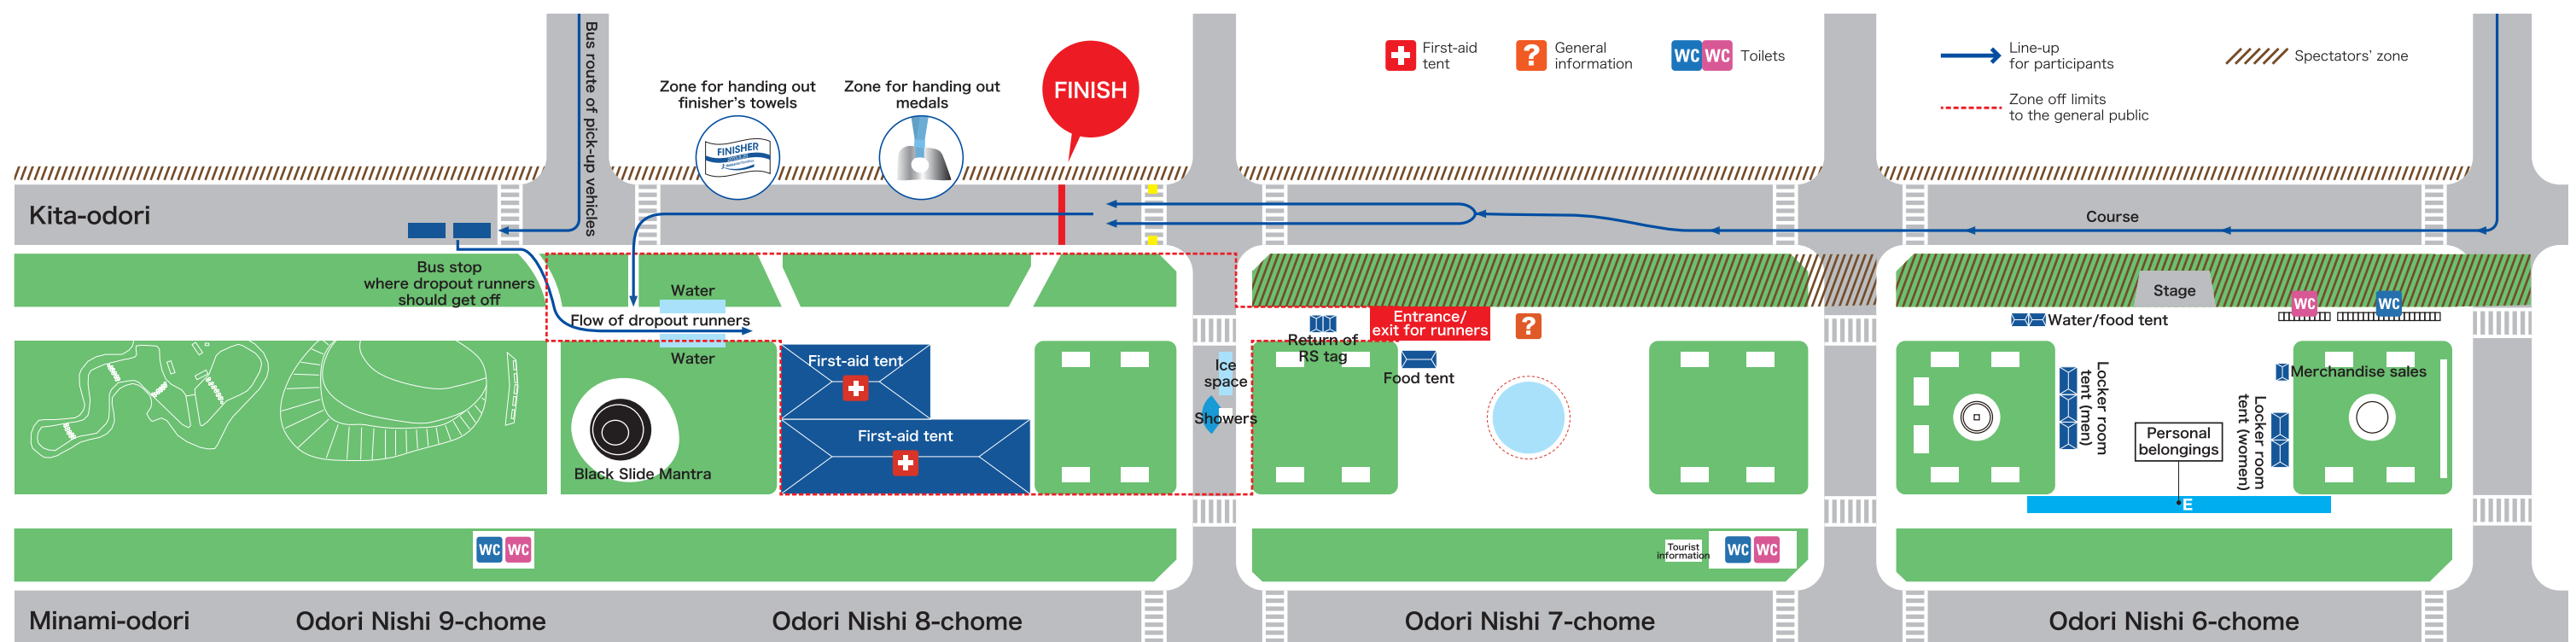 Bus route of pick-up vehicles
Zone for handing out
finisher's towels
FINISHER
Zone for handing out
medals
FINISH
First-aid
tent
?
General
information
WC WC
Toilets
Line-up
for participants
Spectators' zone
Zone off limits
to the general public
Kita-odori
Course
Bus stop
where dropout runners
should get off
Water
Flow of dropout runners
Water
First-aid tent
First-aid tent
Black Slide Mantra
Ice
space
Showers
Return of
RS tag
Entrance/
exit for runners
?
Food tent
Stage
WC
WC
Water/food tent
Locker room
tent (men)
Merchandise sales
Locker room
tent (women)
Personal
belongings
E
WC WC
Tourist
information
WC WC
Minami-odori
Odori Nishi 9-chome
Odori Nishi 8-chome
Odori Nishi 7-chome
Odori Nishi 6-chome